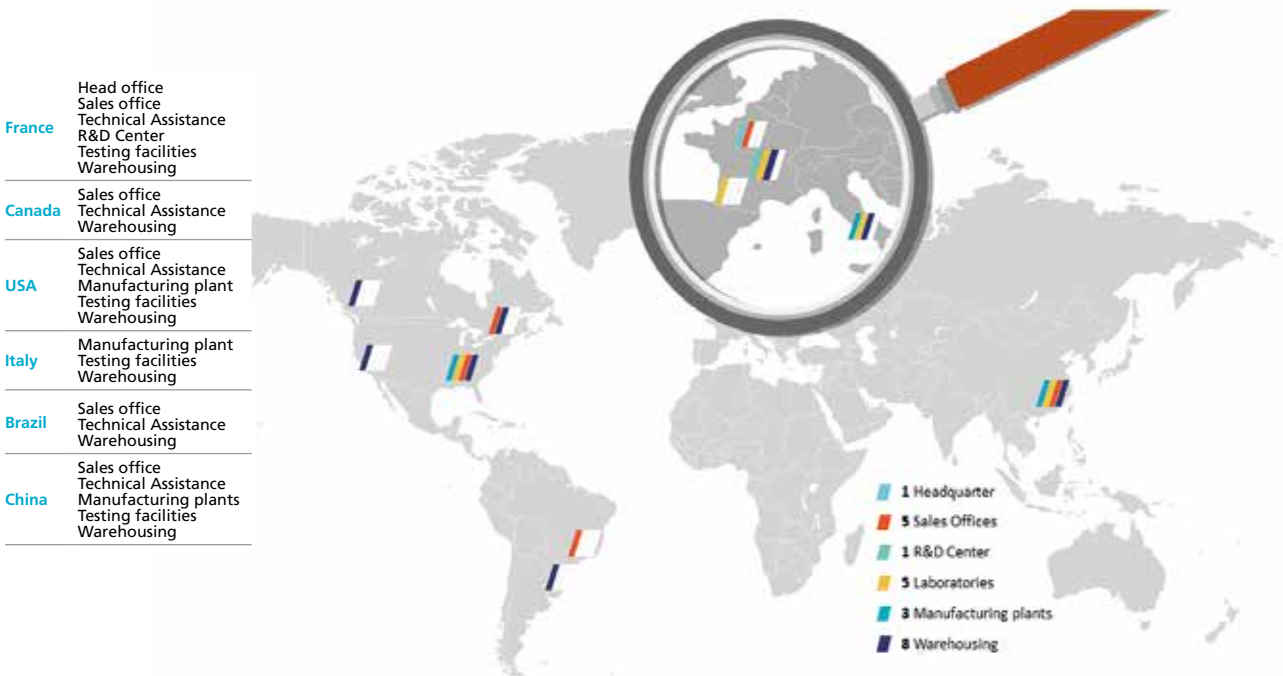 France
Head office
Sales office
Technical Assistance
R&D Center
Testing facilities
Warehousing
Canada
Sales office
Technical Assistance
Warehousing
USA
Sales office
Technical Assistance
Manufacturing plant
Testing facilities
Warehousing
Italy
Manufacturing plant
Testing facilities
Warehousing
Brazil
Sales office
Technical Assistance
Warehousing
China
Sales office
Technical Assistance
Manufacturing plants
Testing facilities
Warehousing
1 Headquarter
5 Sales Offices
1 R&D Center
5 Laboratories
3 Manufacturing plants
8 Warehousing